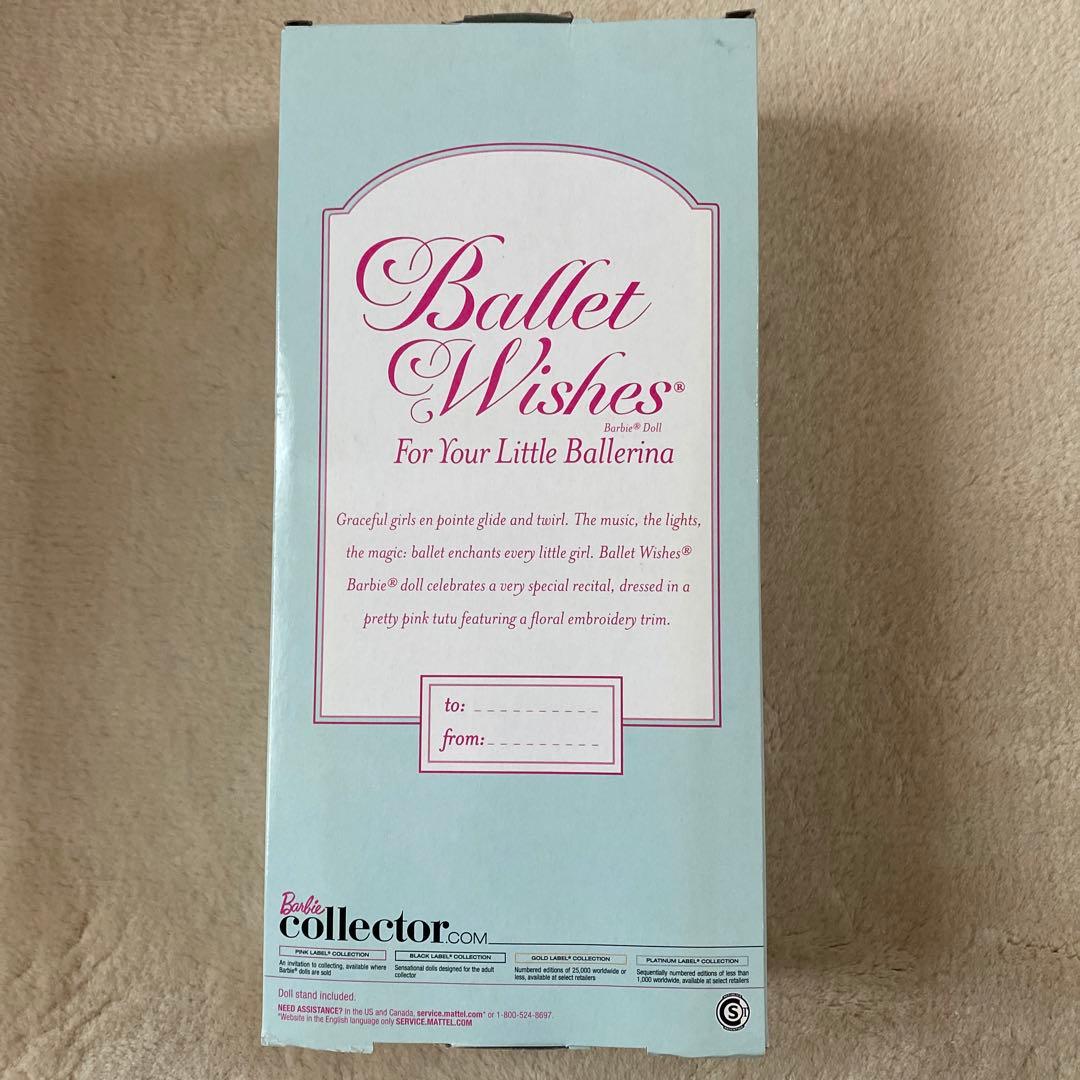 Ballet
Wishes®
Barbie® Doll
For Your Little Ballerina
Graceful girls en pointe glide and twirl. The music, the lights,
the magic: ballet enchants every little girl. Ballet Wishes®
Barbie® doll celebrates a very special recital, dressed in a
pretty pink tutu featuring a floral embroidery trim.
to:
from:
Barbie
collector.COM
PINK LABEL® COLLECTION
An invitation to collecting, available where
Barbie® dolls are sold
BLACK LABEL® COLLECTION
Sensational dolls designed for the adult
collector
GOLD LABEL® COLLECTION
Numbered editions of 25,000 worldwide or
less, available at select retailers
PLATINUM LABEL® COLLECTION
Sequentially numbered editions of less than
1,000 worldwide, available at select retailers
Doll stand included.
NEED ASSISTANCE? In the US and Canada, service.mattel.com* or 1-800-524-8697.
*Website in the English language only SERVICE.MATTEL.COM
S